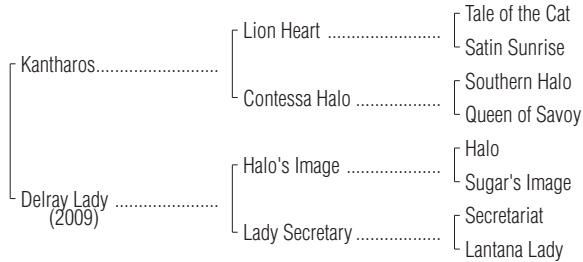 Tale of the Cat
Lion Heart ......................
Satin Sunrise
Kantharos.......................
Southern Halo
Contessa Halo .................
Queen of Savoy
Halo
Halo's Image ..................
Sugar's Image
Delray Lady ...................
(2009)
Secretariat
Lady Secretary ................
Lantana Lady